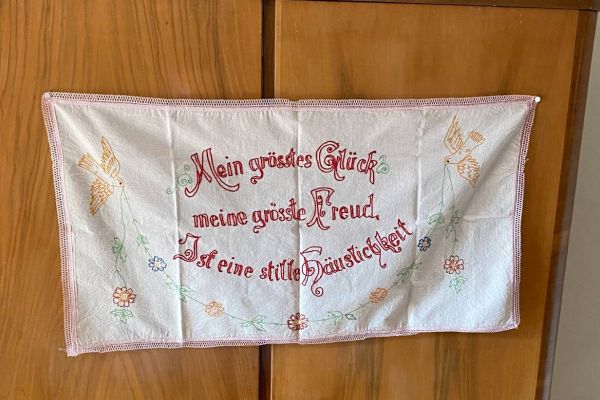 Mein grösstes Glück
meine grösste Freud,
Ist eine stille Häuslichkeit